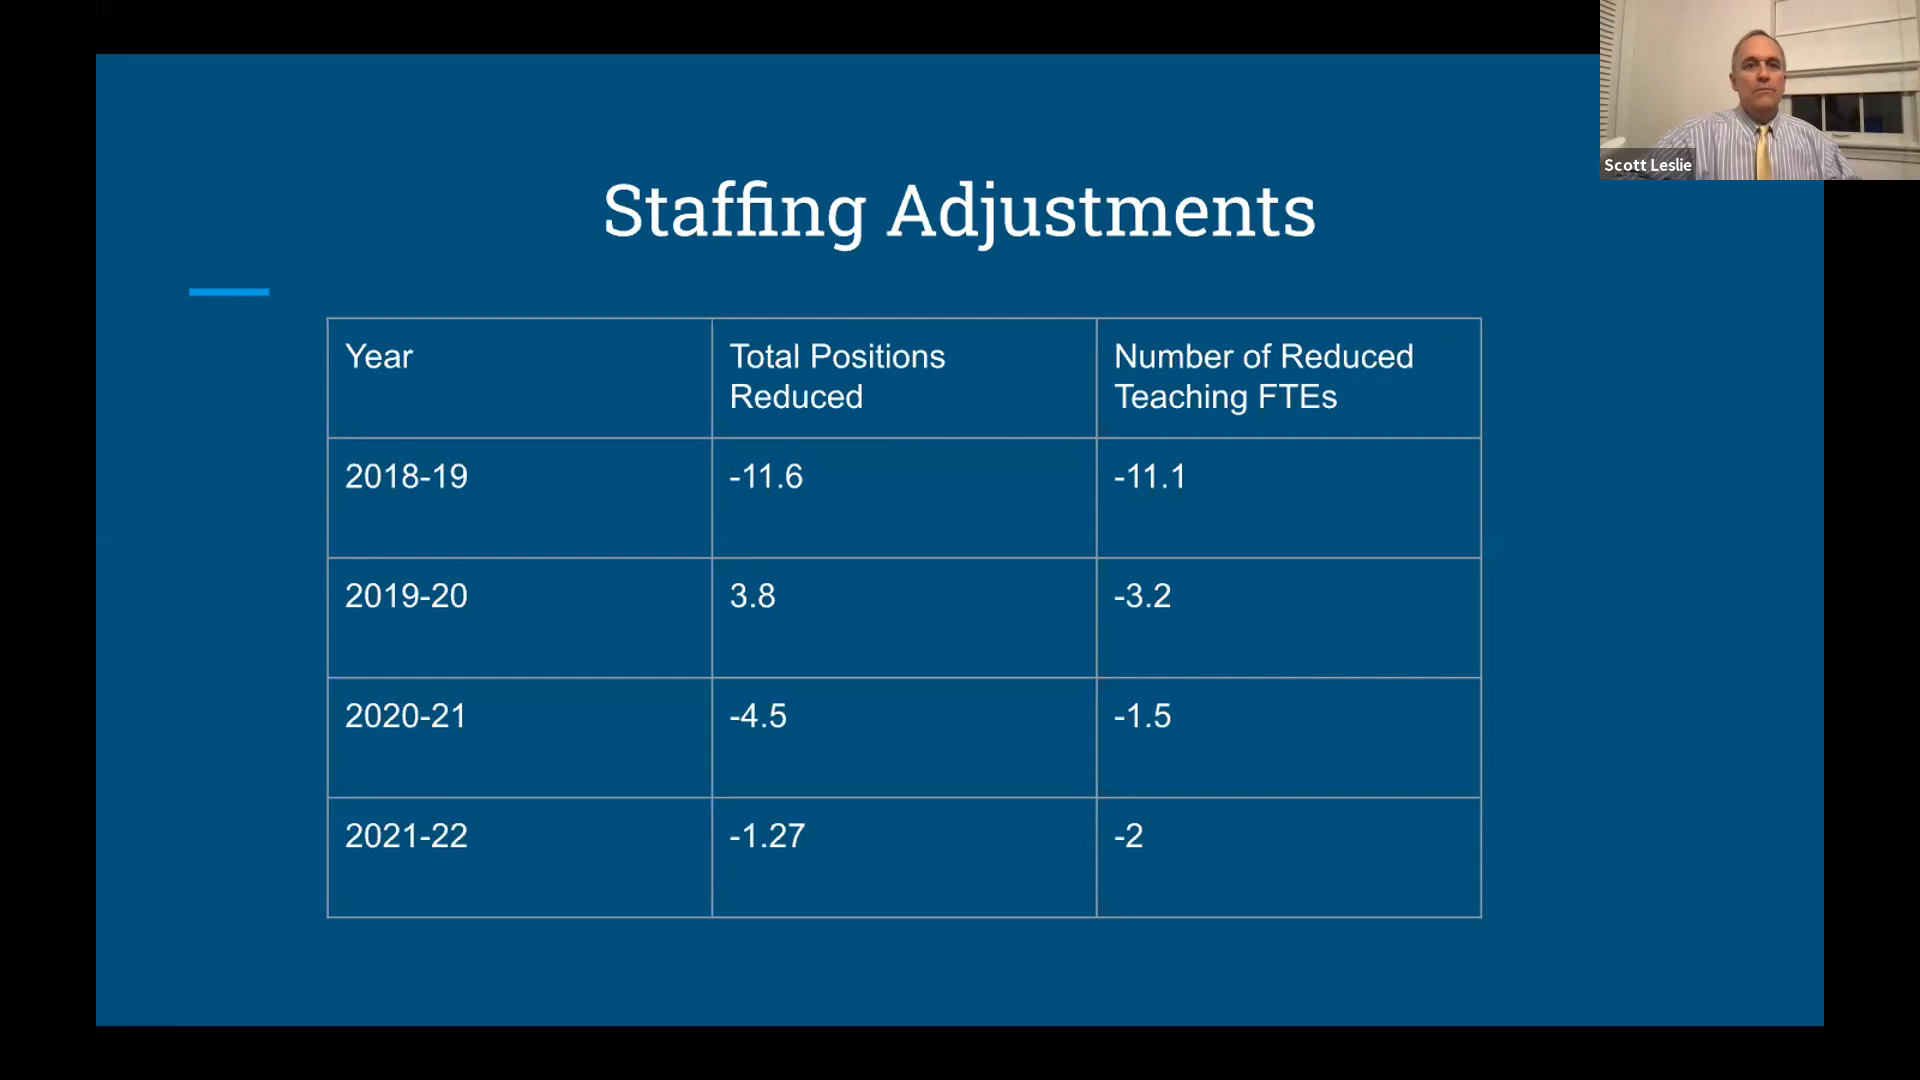 Scott Leslie
Staffing Adjustments
Year
Total Positions
Reduced
Number of Reduced
Teaching FTEs
2018-19
-11.6
-11.1
2019-20
3.8
-3.2
2020-21
-4.5
-1.5
2021-22
-1.27
-2